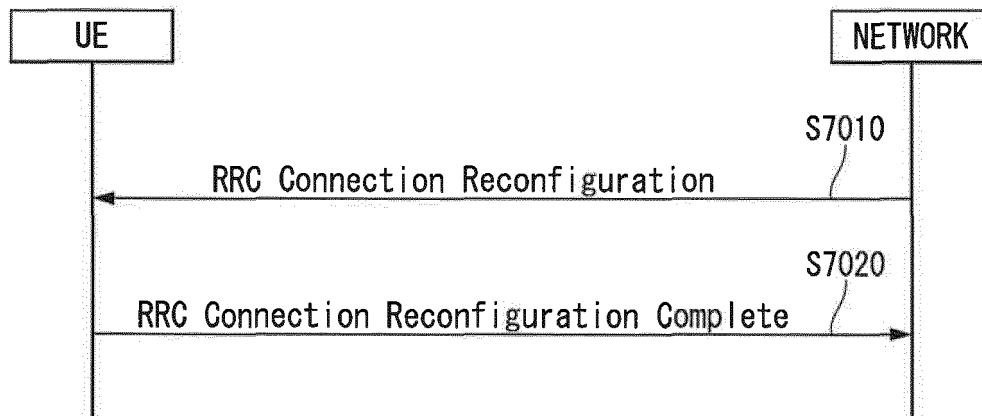 UE
NETWORK
S7010
RRC Connection Reconfiguration
S7020
RRC Connection Reconfiguration Complete